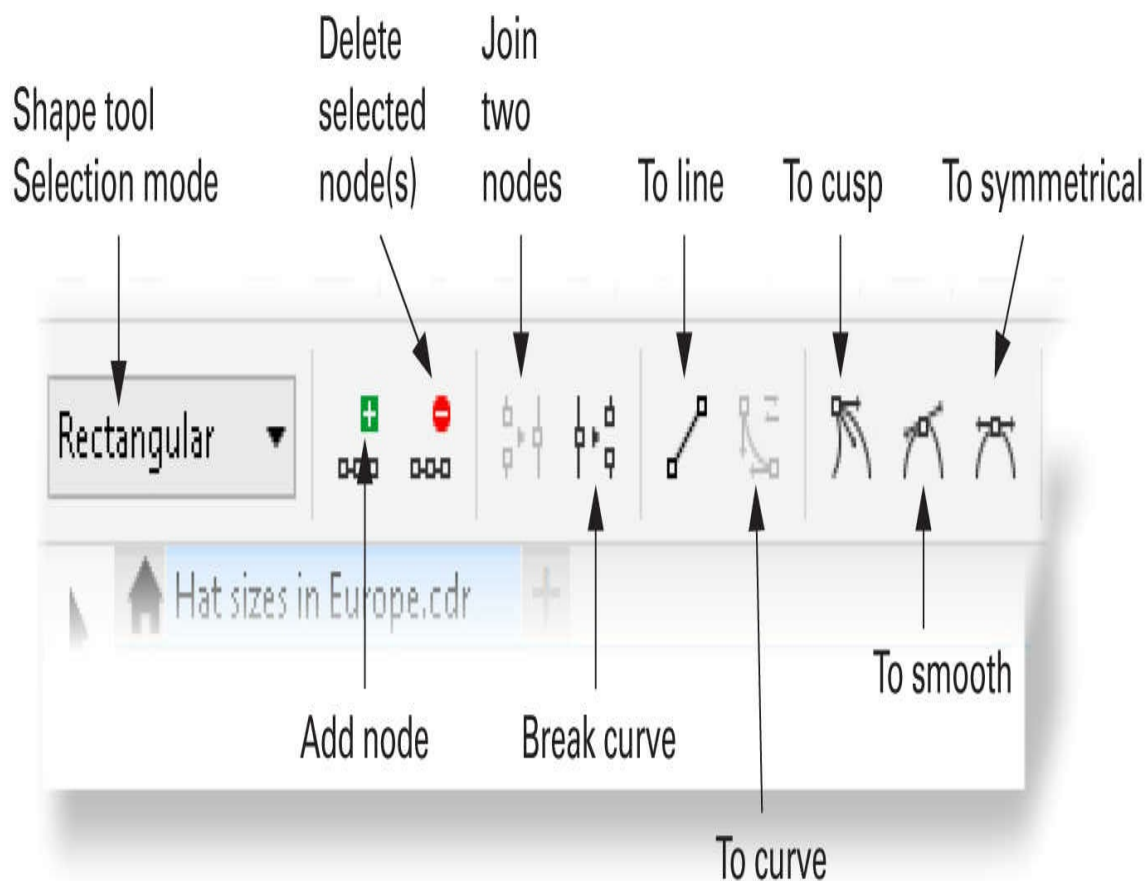 Shape tool
Selection mode
Delete
selected
node(s)
Join
two
nodes
To line
To cusp
To symmetrical
Rectangular
Hat sizes in Europe.cdr
Add node
Break curve
To smooth
To curve